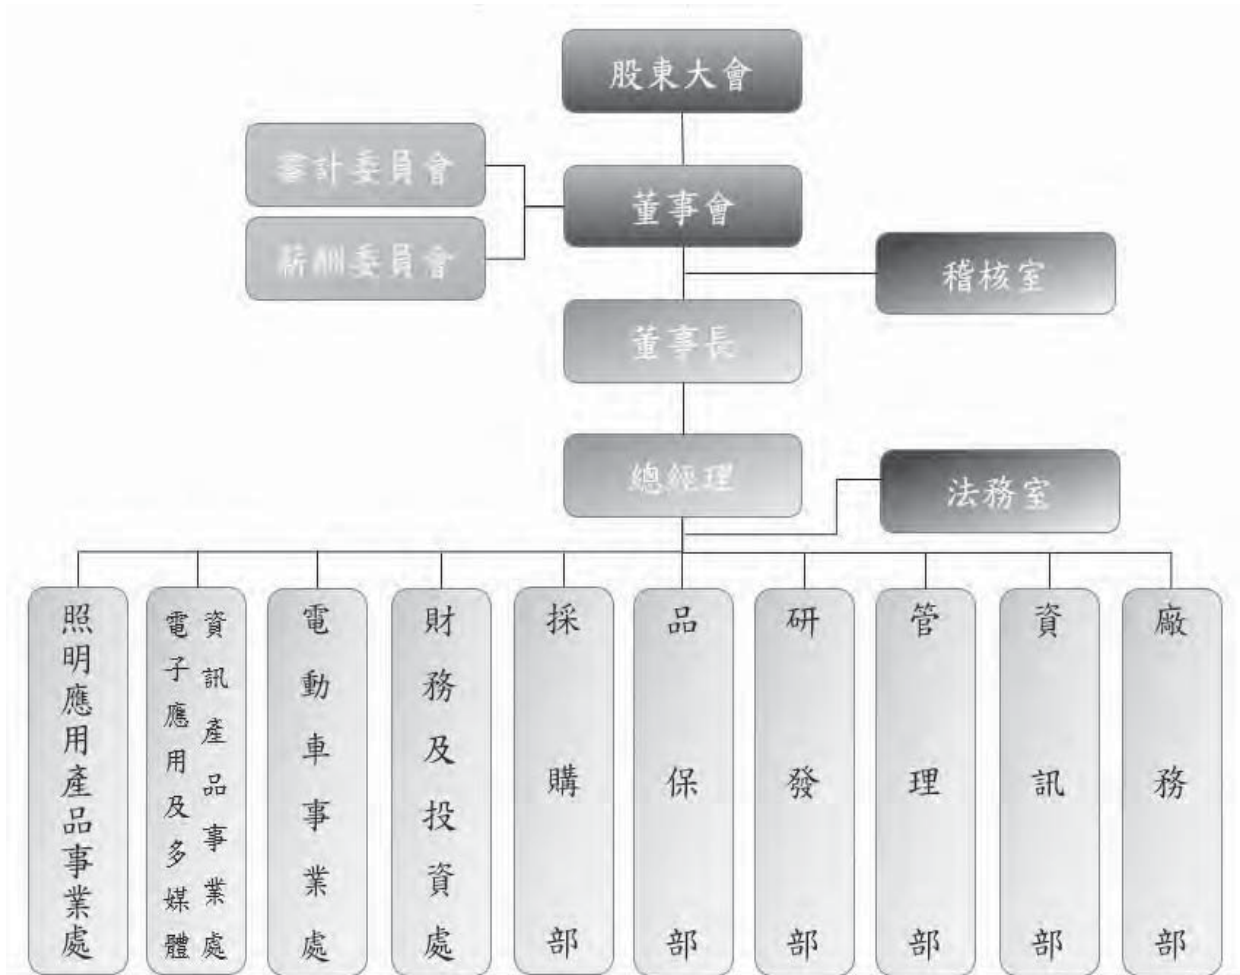 股東大會
審計委員會
董事會
薪酬委員會
稽核室
董事長
總經理
法務室
照明應用產品事業處
電子應用及多媒體
資訊產品事業處
電動車事業處
財務及投資處
採購部
品保部
研發部
管理部
資訊部
廠務部